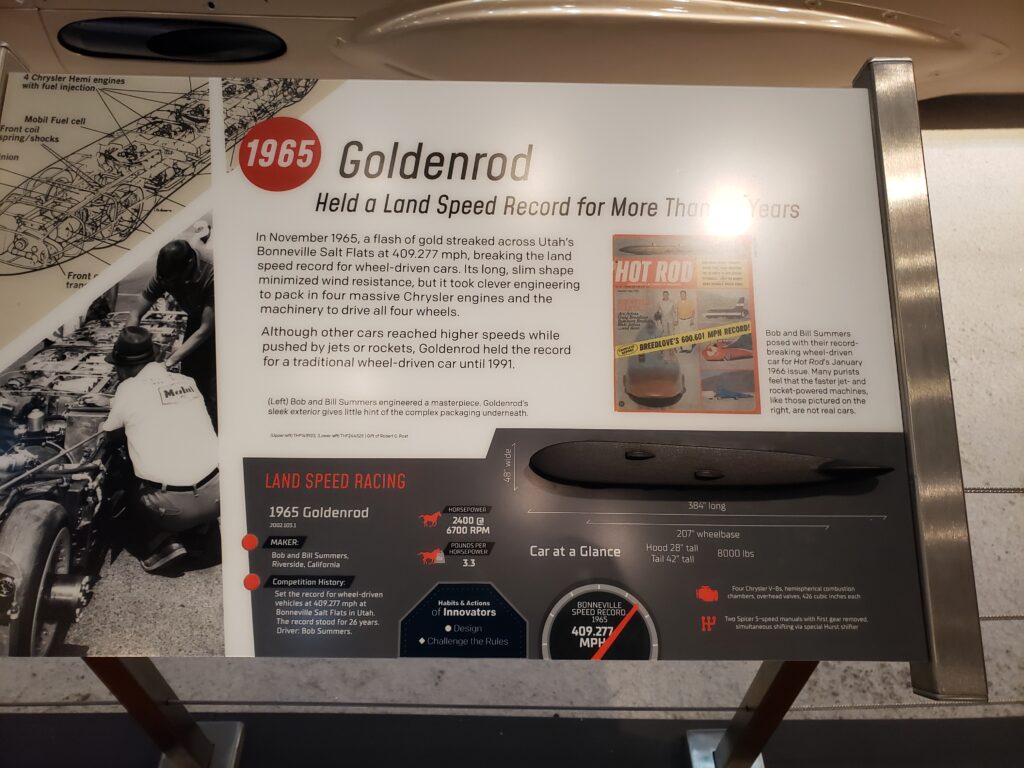 4 Chrysler Hemi engines
with fuel injection
Mobil Fuel cell
Front coil
spring/shocks
1965
Goldenrod
Held a Land Speed Record for More Years
In November 1965, a flash of gold streaked across Utah's
Bonneville Salt Flats at 409.277 mph, breaking the land
speed record for wheel-driven cars. Its long, slim shape
minimized wind resistance, but it took clever engineering
to pack in four massive Chrysler engines and the
machinery to drive all four wheels.
Although other cars reached higher speeds while
pushed by jets or rockets, Goldenrod held the record
for a traditional wheel-driven car until 1991.
(Left) Bob and Bill Summers engineered a masterpiece. Goldenrod's
sleek exterior gives little hint of the complex packaging underneath.
Gift of Robert C. Post
Mobil
HOT ROD
BREEDLOVE'S 600.601 MPH RECORD!
Bob and Bill Summers
posed with their record-
breaking wheel-driven
car for Hot Rod's January
1966 issue. Many purists
feel that the faster jet- and
rocket-powered machines,
like those pictured on the
right, are not real cars.
LAND SPEED RACING
1965 Goldenrod
2002.103.1
MAKER:
Bob and Bill Summers,
Riverside, California
Competition History:
Set the record for wheel-driven
vehicles at 409.277 mph at
Bonneville Salt Flats in Utah.
The record stood for 26 years.
Driver: Bob Summers.
HORSEPOWER
2400 @
6700 RPM
POUNDS PER
HORSEPOWER
3.3
Habits & Actions
of Innovators
Design
Challenge the Rules
48" wide
384" long
207" wheelbase
Car at a Glance
Hood 28" tall
Tail 42" tall
8000 lbs
BONNEVILLE
SPEED RECORD
1965
409.277
MPH
Four Chrysler V-8s, hemispherical combustion
chambers, overhead valves, 426 cubic inches each
Two Spicer 5-speed manuals with first gear removed,
simultaneous shifting via special Hurst shifter